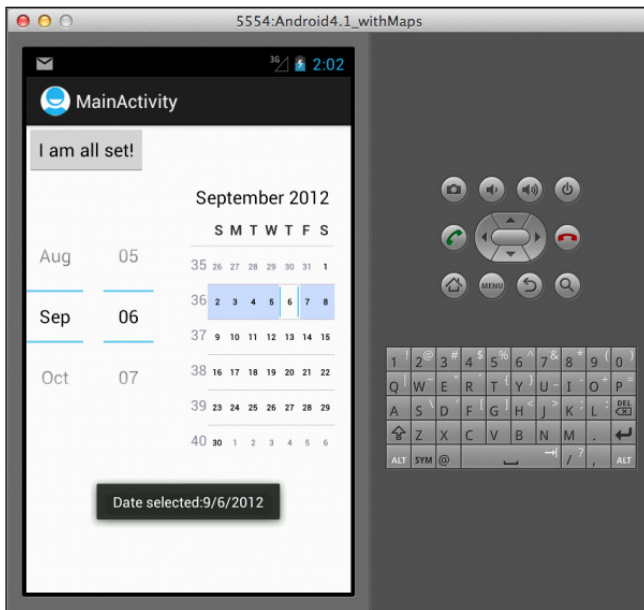 5554:Android4.1_withMaps
3G 2:02
MainActivity
I am all set!
September 2012
S M T W T F S
35 26 27 28 29 30 31 1
36 2 3 4 5 6 7 8
37 9 10 11 12 13 14 15
38 16 17 18 19 20 21 22
39 23 24 25 26 27 28 29
40 30 1 2 3 4 5 6
Aug 05
Sep 06
Oct 07
Date selected:9/6/2012
MENU
1 ! 2 @ 3 # 4 $ 5 % 6 ^ 7 & 8 * 9 ( 0 )
Q | W ~ E " R ` T { Y } U _ I - O + P =
A S \ D ' F [ G ] H < J > K ; L : DEL
Z X C V B N M .
ALT SYM @ / ? , ALT